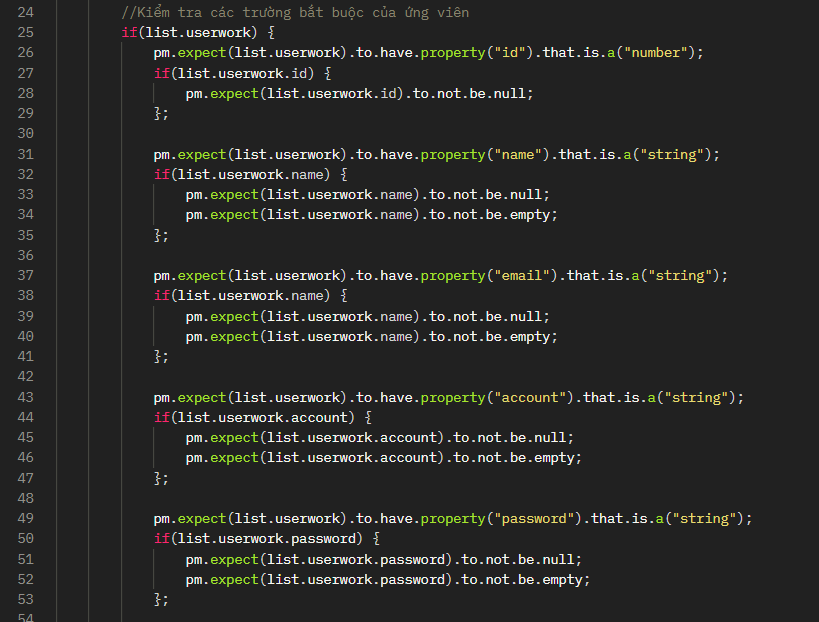 24 //Kiểm tra các trường bắt buộc của ứng viên
25 if(list.userwork) {
26 pm.expect(list.userwork).to.have.property("id").that.is.a("number");
27 if(list.userwork.id) {
28 pm.expect(list.userwork.id).to.not.be.null;
29 };
30
31 pm.expect(list.userwork).to.have.property("name").that.is.a("string");
32 if(list.userwork.name) {
33 pm.expect(list.userwork.name).to.not.be.null;
34 pm.expect(list.userwork.name).to.not.be.empty;
35 };
36
37 pm.expect(list.userwork).to.have.property("email").that.is.a("string");
38 if(list.userwork.name) {
39 pm.expect(list.userwork.name).to.not.be.null;
40 pm.expect(list.userwork.name).to.not.be.empty;
41 };
42
43 pm.expect(list.userwork).to.have.property("account").that.is.a("string");
44 if(list.userwork.account) {
45 pm.expect(list.userwork.account).to.not.be.null;
46 pm.expect(list.userwork.account).to.not.be.empty;
47 };
48
49 pm.expect(list.userwork).to.have.property("password").that.is.a("string");
50 if(list.userwork.password) {
51 pm.expect(list.userwork.password).to.not.be.null;
52 pm.expect(list.userwork.password).to.not.be.empty;
53 };
54